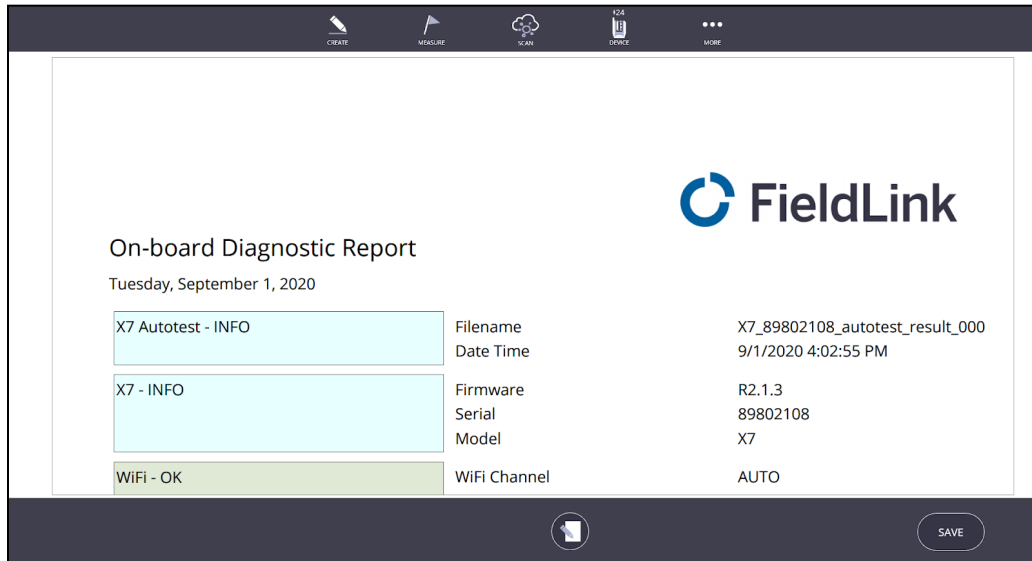 +24
CREATE MEASURE SCAN DEVICE MORE
FieldLink
On-board Diagnostic Report
Tuesday, September 1, 2020
X7 Autotest - INFO Filename X7_89802108_autotest_result_000
Date Time 9/1/2020 4:02:55 PM
X7 - INFO Firmware R2.1.3
Serial 89802108
Model X7
WiFi - OK WiFi Channel AUTO
SAVE